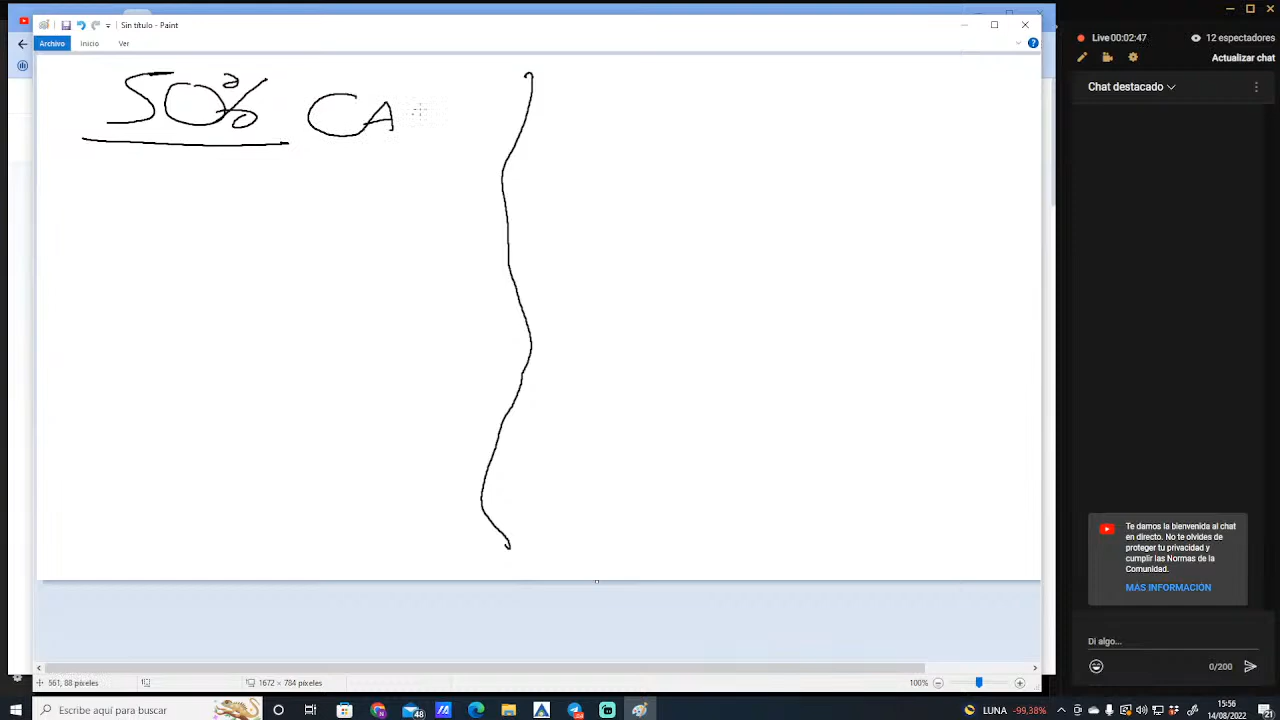 Sin título - Paint
Live 00:02:47
12 espectadores
Archivo
Inicio
Ver
Actualizar chat
Chat destacado
50% CA
Te damos la bienvenida al chat
en directo. No te olvides de
proteger tu privacidad y
cumplir las Normas de la
Comunidad.
MÁS INFORMACIÓN
Di algo...
0/200
561, 88 píxeles
1672 × 784 píxeles
100%
Escribe aquí para buscar
48
LUNA
-99,38%
15:56
14/08/2022